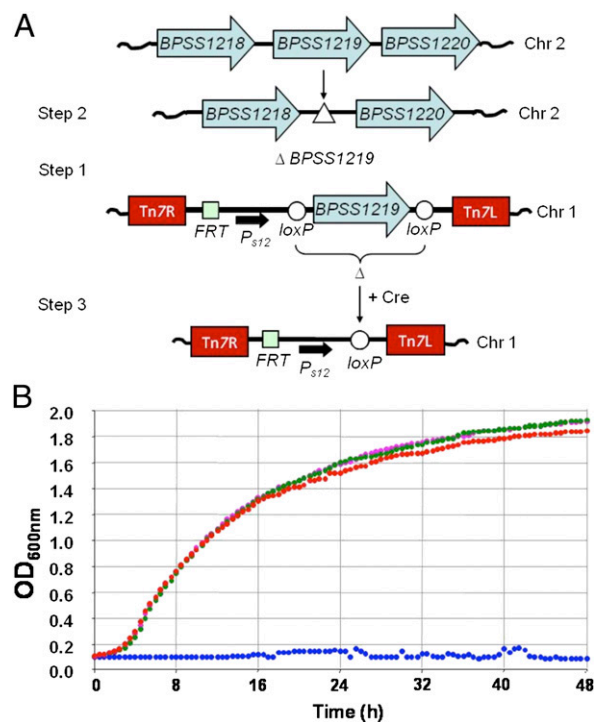 A
BPSS1218 BPSS1219 BPSS1220 Chr 2
Step 2 BPSS1218 BPSS1220 Chr 2
Δ BPSS1219
Step 1
Tn7R BPSS1219 Tn7L Chr 1
FRT Ps12 loxP loxP
Δ
+ Cre
Step 3
Tn7R Tn7L Chr 1
FRT Ps12 loxP
B
2.0
1.8
1.6
1.4
1.2
1.0
0.8
0.6
0.4
0.2
0.0
OD600nm
0 8 16 24 32 40 48
Time (h)